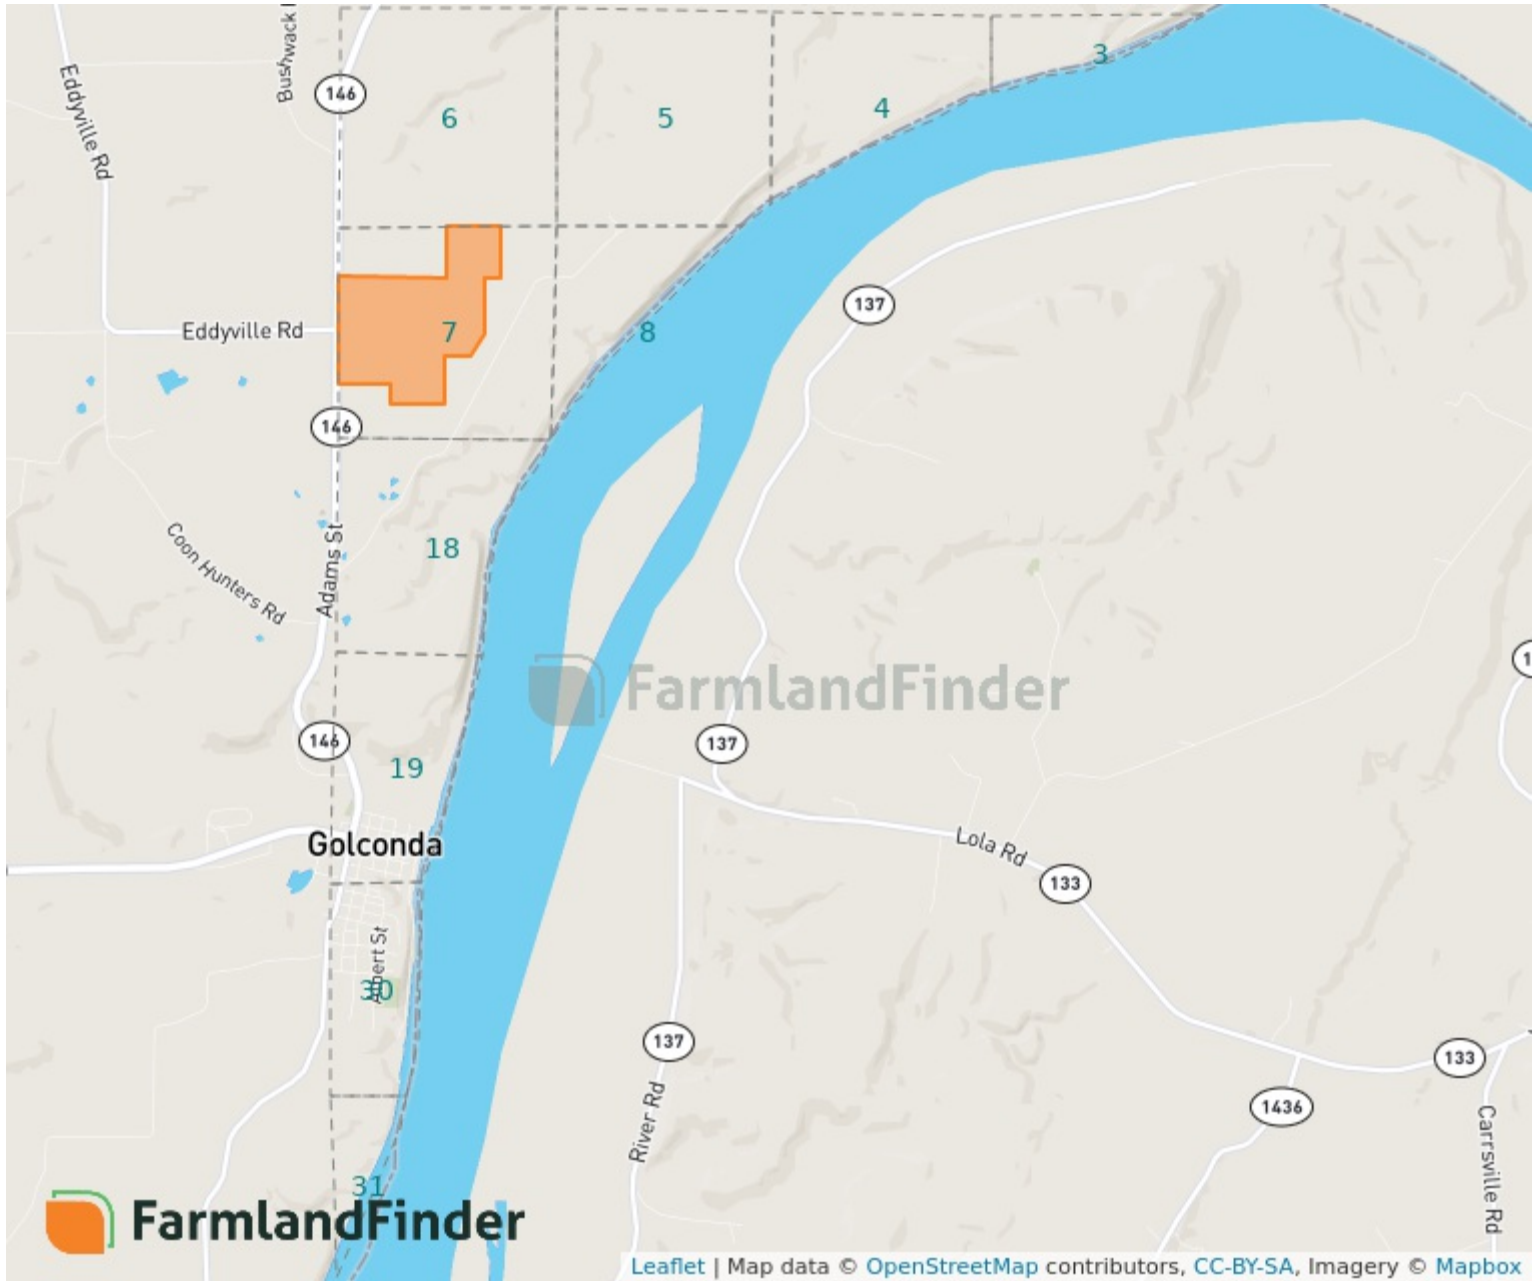 Bushwack
3
146
6
5
4
Eddyville Rd
137
Eddyville Rd
7
8
146
18
Coon Hunters Rd
Adams St
FarmlandFinder
137
146
19
Golconda
Lola Rd
133
Albert St
30
137
133
1436
River Rd
Carrsville Rd
31
FarmlandFinder
Leaflet | Map data © OpenStreetMap contributors, CC-BY-SA, Imagery © Mapbox